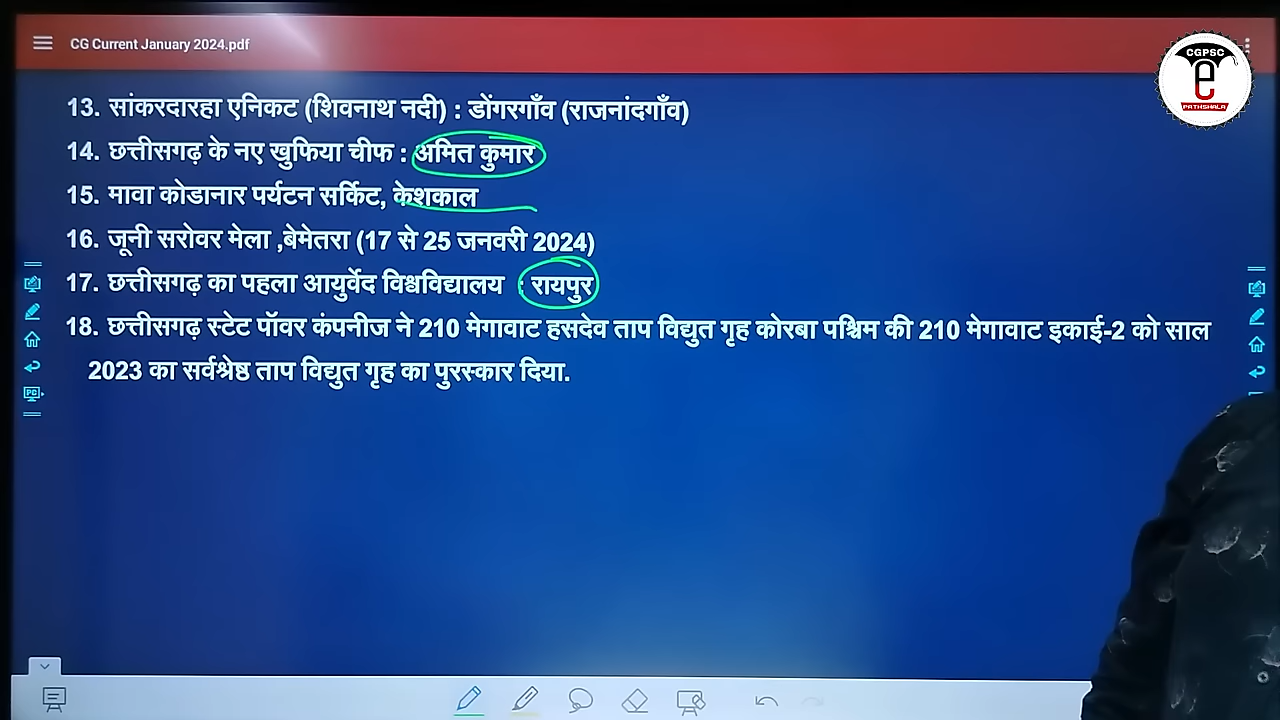 CG Current January 2024.pdf
CGPSC
e
PATHSHALA
13. सांकरदारहा एनिकट (शिवनाथ नदी) : डोंगरगाँव (राजनांदगाँव)
14. छत्तीसगढ़ के नए खुफिया चीफ : अमित कुमार
15. मावा कोडानार पर्यटन सर्किट, केशकाल
16. जूनी सरोवर मेला ,बेमेतरा (17 से 25 जनवरी 2024)
17. छत्तीसगढ़ का पहला आयुर्वेद विश्वविद्यालय : रायपुर
18. छत्तीसगढ़ स्टेट पॉवर कंपनीज ने 210 मेगावाट हसदेव ताप विद्युत गृह कोरबा पश्चिम की 210 मेगावाट इकाई-2 को साल
2023 का सर्वश्रेष्ठ ताप विद्युत गृह का पुरस्कार दिया.
PC